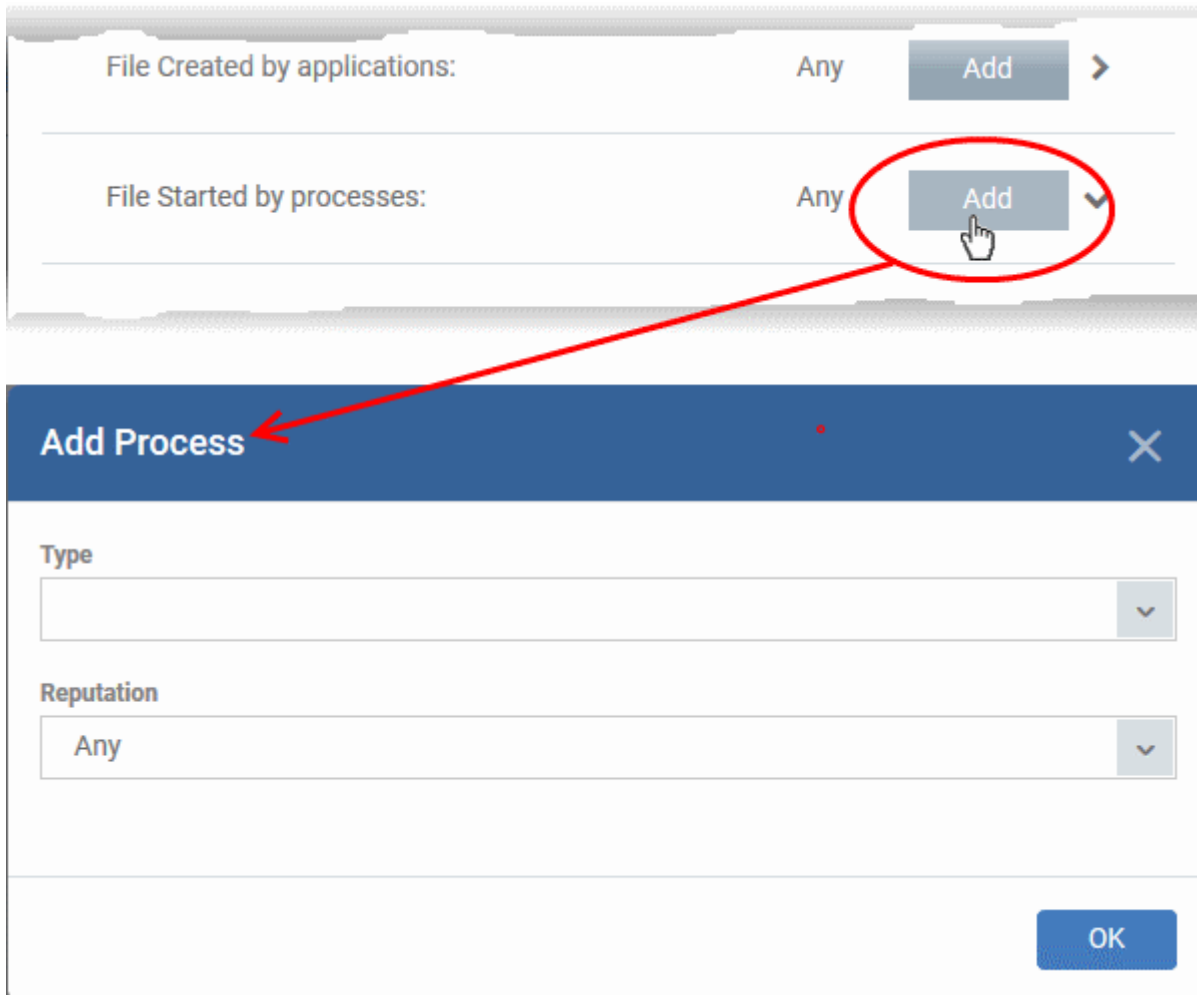 File Created by applications: Any Add
File Started by processes: Any Add
Add Process
Type
Reputation
Any
OK